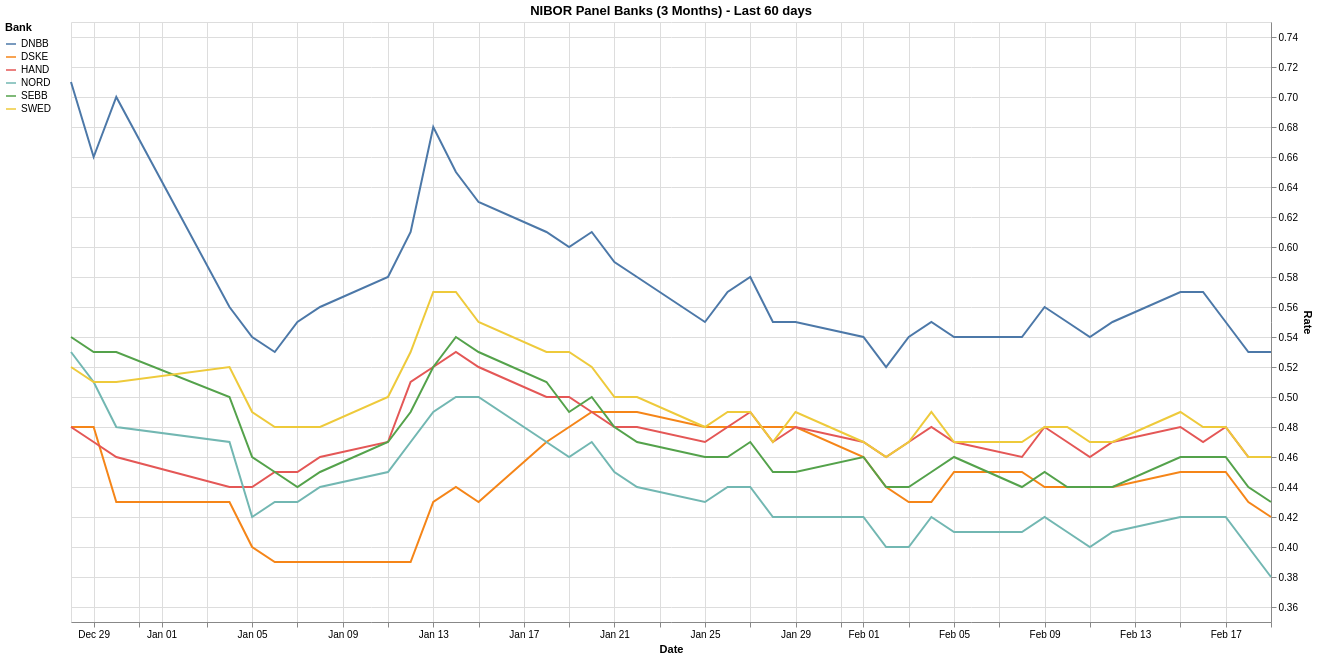 NIBOR Panel Banks (3 Months) - Last 60 days
Bank
DNBB
DSKE
HAND
NORD
SEBB
SWED
0.74
0.72
0.70
0.68
0.66
0.64
0.62
0.60
0.58
0.56
0.54
0.52
0.50
0.48
0.46
0.44
0.42
0.40
0.38
0.36
Rate
Dec 29 Jan 01 Jan 05 Jan 09 Jan 13 Jan 17 Jan 21 Jan 25 Jan 29 Feb 01 Feb 05 Feb 09 Feb 13 Feb 17
Date